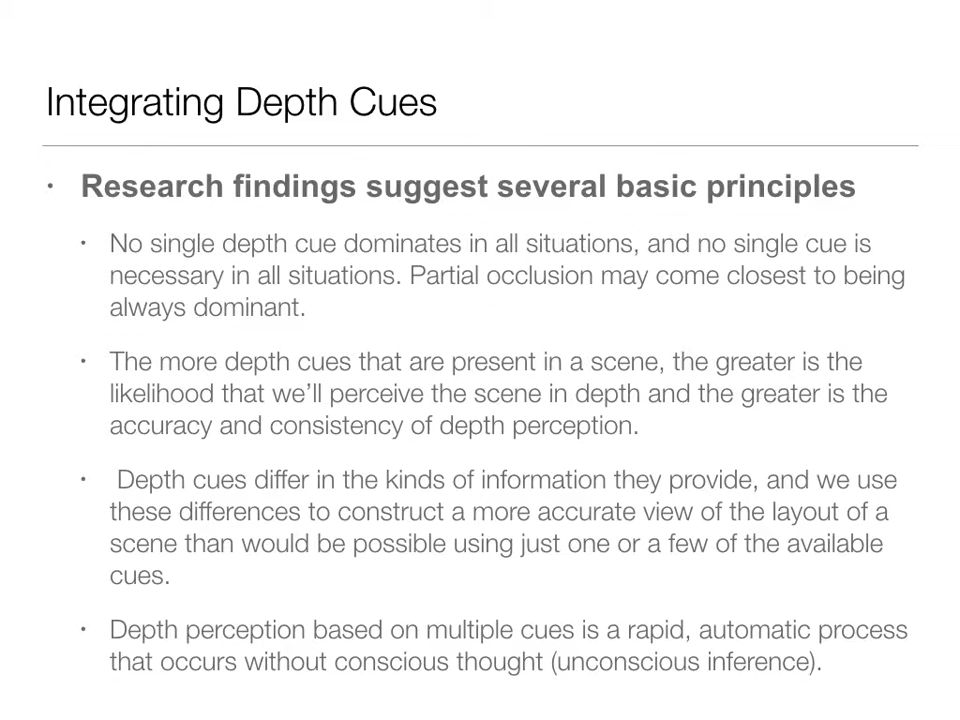 Integrating Depth Cues
• Research findings suggest several basic principles
• No single depth cue dominates in all situations, and no single cue is
necessary in all situations. Partial occlusion may come closest to being
always dominant.
• The more depth cues that are present in a scene, the greater is the
likelihood that we’ll perceive the scene in depth and the greater is the
accuracy and consistency of depth perception.
• Depth cues differ in the kinds of information they provide, and we use
these differences to construct a more accurate view of the layout of a
scene than would be possible using just one or a few of the available
cues.
• Depth perception based on multiple cues is a rapid, automatic process
that occurs without conscious thought (unconscious inference).